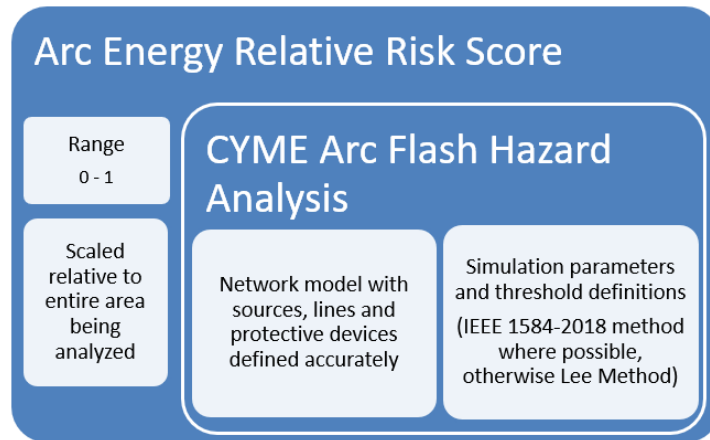 Arc Energy Relative Risk Score
Range
0 - 1
Scaled
relative to
entire area
being
analyzed
CYME Arc Flash Hazard
Analysis
Network model with
sources, lines and
protective devices
defined accurately
Simulation parameters
and threshold definitions
(IEEE 1584-2018 method
where possible,
otherwise Lee Method)